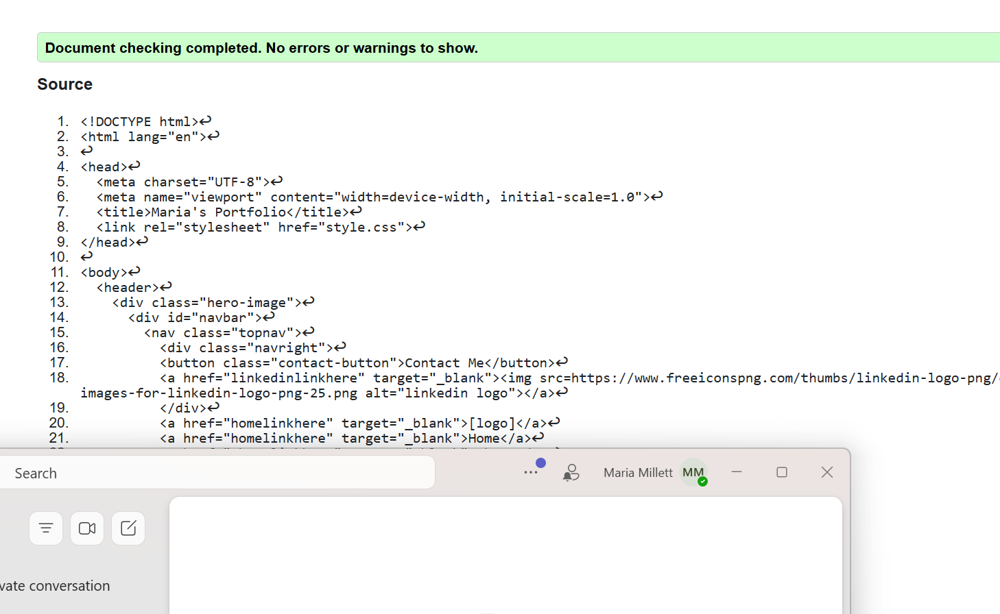 Document checking completed. No errors or warnings to show.
Source
1. <!DOCTYPE html>↩
2. <html lang="en">↩
3. ↩
4. <head>↩
5. <meta charset="UTF-8">↩
6. <meta name="viewport" content="width=device-width, initial-scale=1.0">↩
7. <title>Maria's Portfolio</title>↩
8. <link rel="stylesheet" href="style.css">↩
9. </head>↩
10. ↩
11. <body>↩
12. <header>↩
13. <div class="hero-image">↩
14. <div id="navbar">↩
15. <nav class="topnav">↩
16. <div class="navright">↩
17. <button class="contact-button">Contact Me</button>↩
18. <a href="linkedinlinkhere" target="_blank"><img src=https://www.freeiconspng.com/thumbs/linkedin-logo-png/
images-for-linkedin-logo-png-25.png alt="linkedin logo"></a>↩
19. </div>↩
20. <a href="homelinkhere" target="_blank">[logo]</a>↩
21. <a href="homelinkhere" target="_blank">Home</a>↩
Search
Maria Millett MM
vate conversation